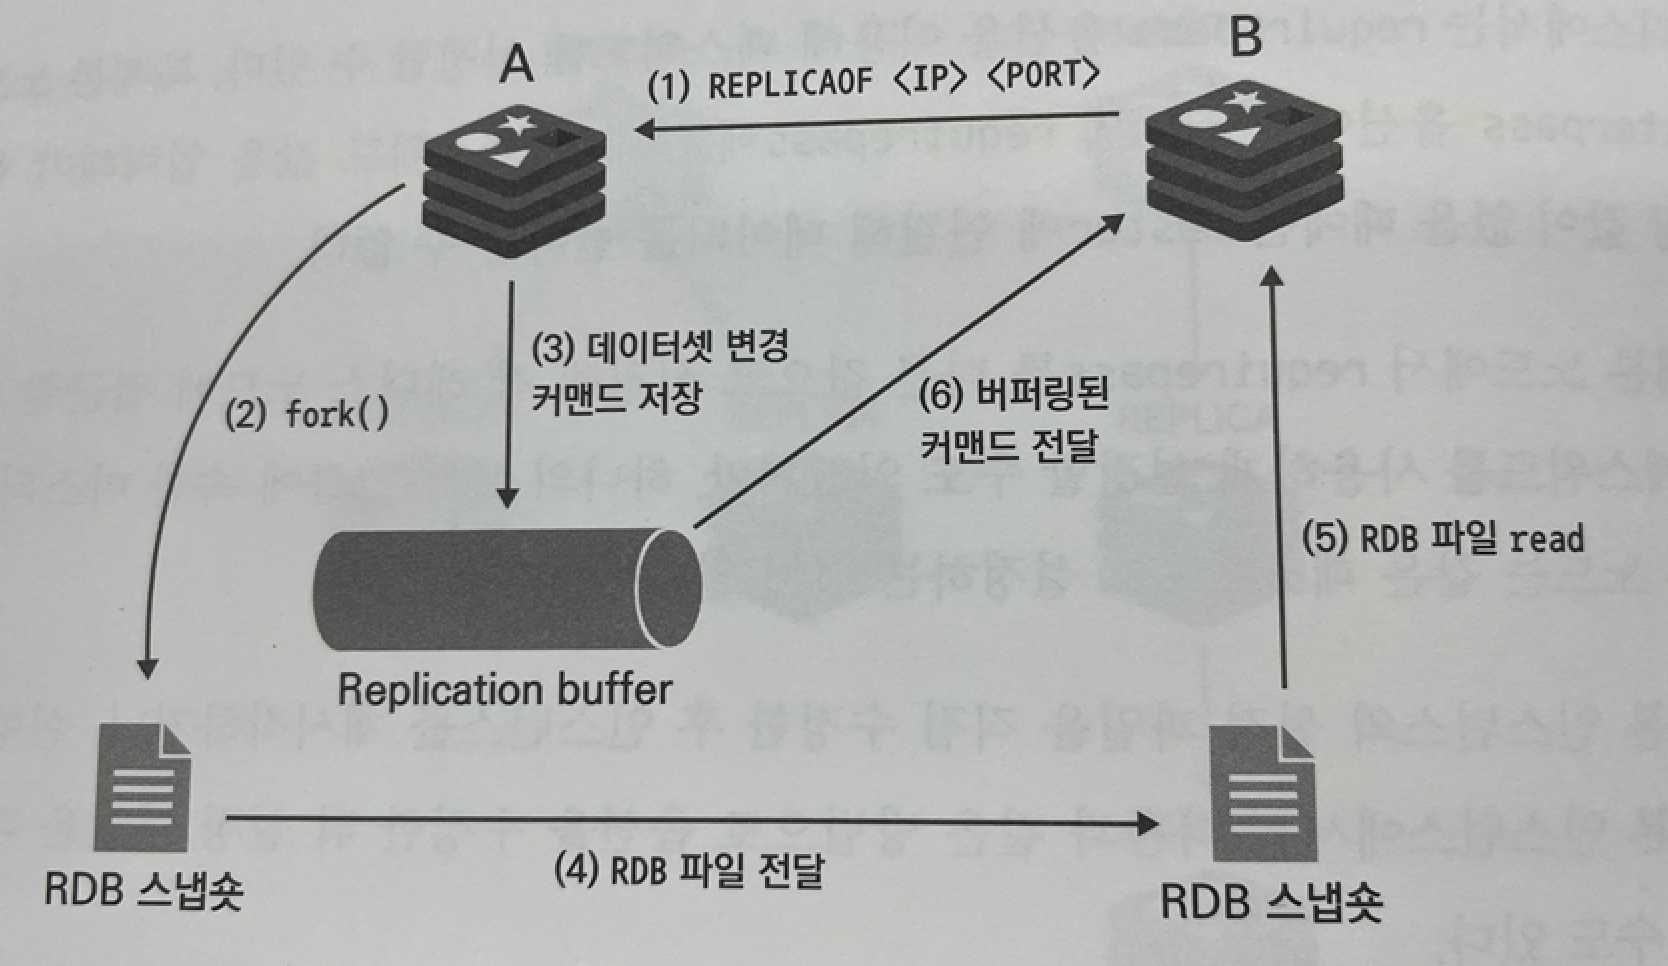 A
B
(1) REPLICAOF <IP> <PORT>
(2) fork()
(3) 데이터셋 변경
커맨드 저장
(6) 버퍼링된
커맨드 전달
(5) RDB 파일 read
Replication buffer
(4) RDB 파일 전달
RDB 스냅숏
RDB 스냅숏